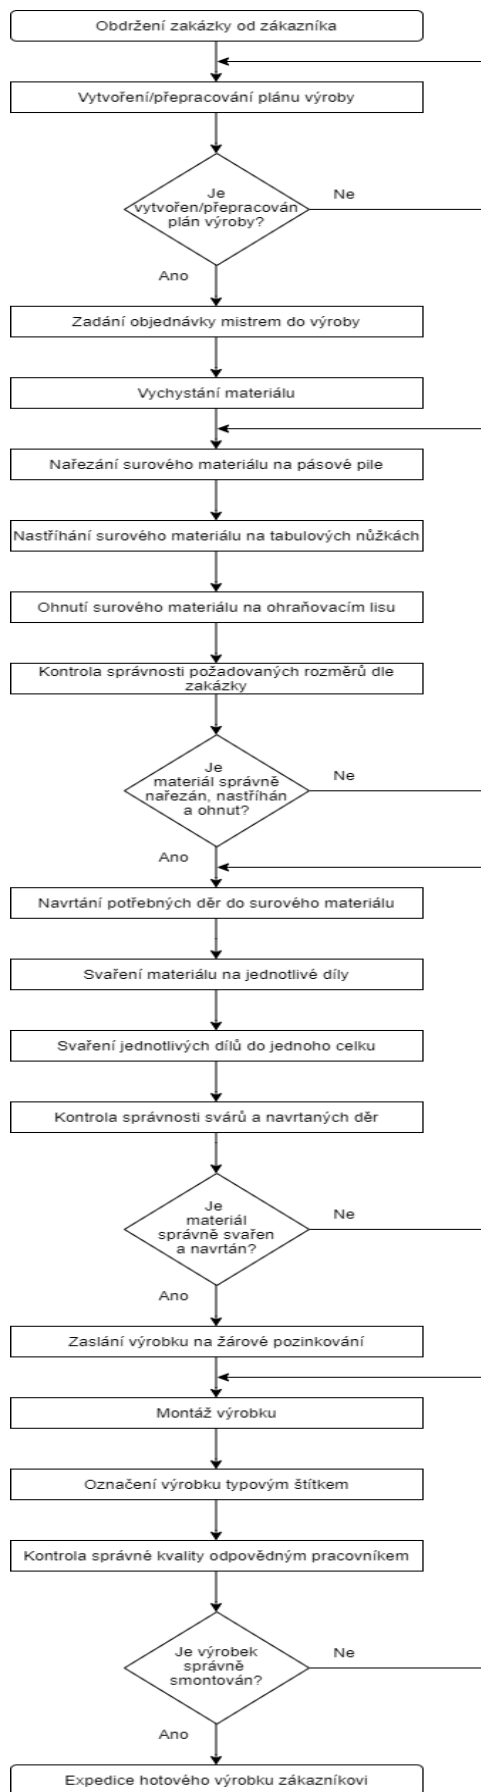 Obdržení zakázky od zákazníka
Vytvoření/přepracování plánu výroby
Je
vytvořen/přepracován
plán výroby?
Ne
Ano
Zadání objednávky mistrem do výroby
Vychystání materiálu
Nařezání surového materiálu na pásové pile
Nastříhání surového materiálu na tabulových nůžkách
Ohnutí surového materiálu na ohraňovacím lisu
Kontrola správnosti požadovaných rozměrů dle
zakázky
Je
materiál správně
nařezán, nastříhán
a ohnut?
Ne
Ano
Navrtání potřebných děr do surového materiálu
Svaření materiálu na jednotlivé díly
Svaření jednotlivých dílů do jednoho celku
Kontrola správnosti svárů a navrtaných děr
Je
materiál
správně svařen
a navrtán?
Ne
Ano
Zaslání výrobku na žárové pozinkování
Montáž výrobku
Označení výrobku typovým štítkem
Kontrola správné kvality odpovědným pracovníkem
Je výrobek
správně
smontován?
Ne
Ano
Expedice hotového výrobku zákazníkovi